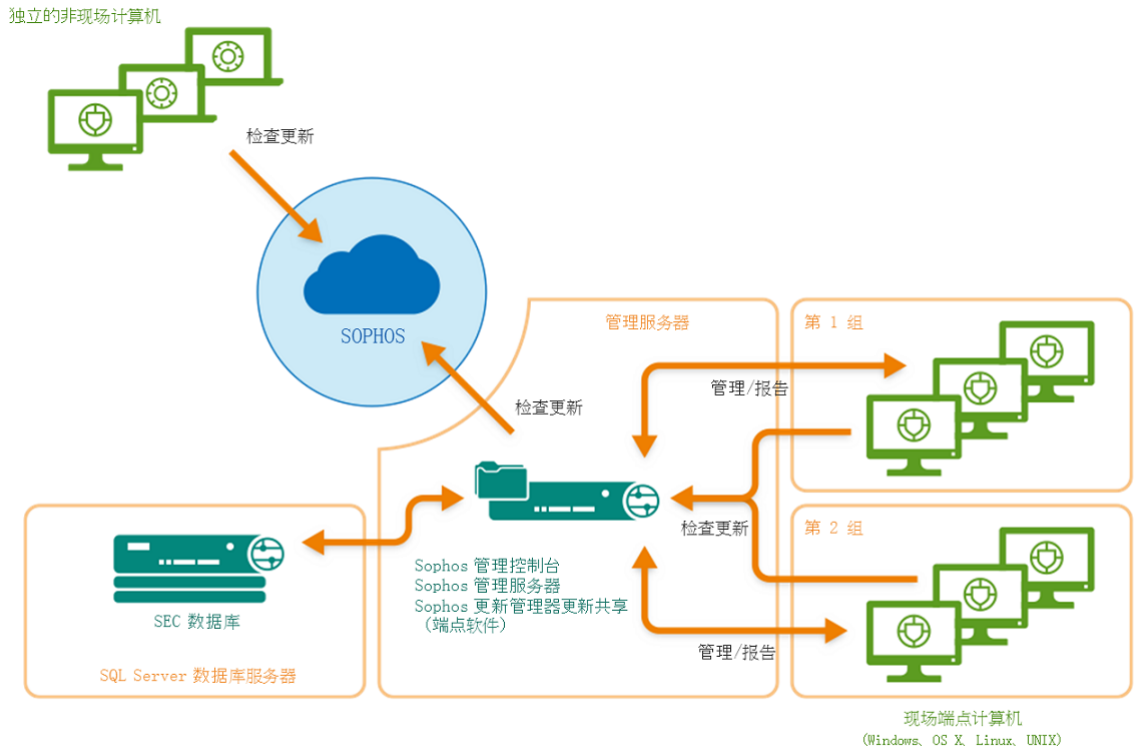 独立的非现场计算机
检查更新
SOPHOS
管理服务器
第 1 组
管理/报告
检查更新
检查更新
第 2 组
Sophos 管理控制台
Sophos 管理服务器
Sophos 更新管理器更新共享
（端点软件）
SEC 数据库
管理/报告
SQL Server 数据库服务器
现场端点计算机
(Windows、OS X、Linux、UNIX)